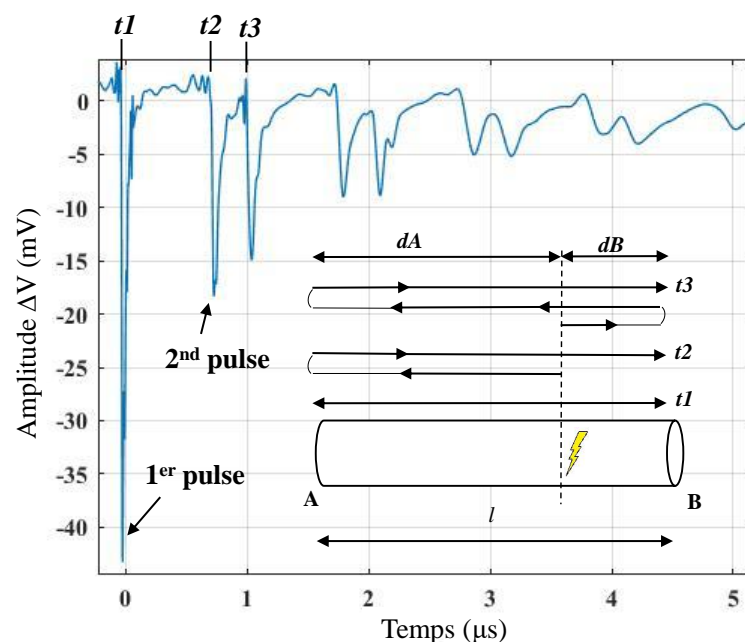 t1 t2 t3
0
-5
-10
-15
-20
-25
-30
-35
-40
Amplitude ΔV (mV)
dA dB
t3
t2
t1
2nd pulse
1er pulse
A
B
l
0 1 2 3 4 5
Temps (μs)